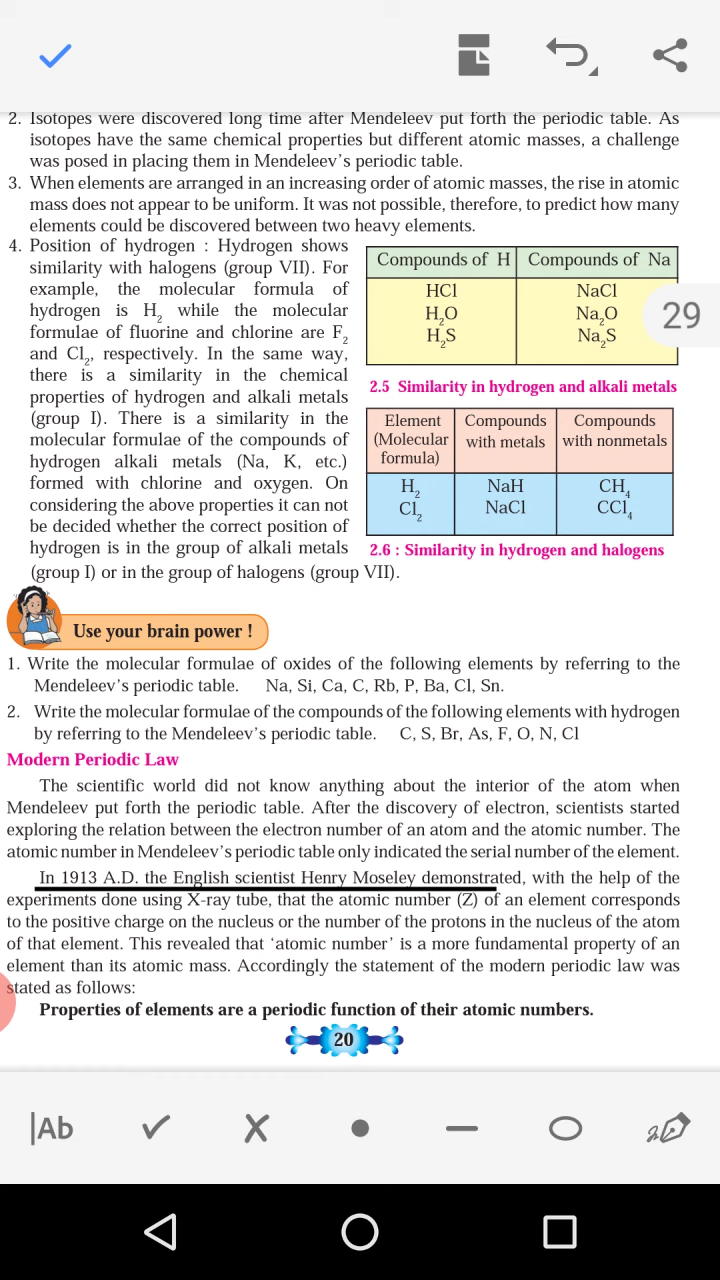 2. Isotopes were discovered long time after Mendeleev put forth the periodic table. As
isotopes have the same chemical properties but different atomic masses, a challenge
was posed in placing them in Mendeleev's periodic table.
3. When elements are arranged in an increasing order of atomic masses, the rise in atomic
mass does not appear to be uniform. It was not possible, therefore, to predict how many
elements could be discovered between two heavy elements.
4. Position of hydrogen : Hydrogen shows
similarity with halogens (group VII). For
example, the molecular formula of
hydrogen is H₂ while the molecular
formulae of fluorine and chlorine are F₂
and Cl₂, respectively. In the same way,
there is a similarity in the chemical
properties of hydrogen and alkali metals
(group I). There is a similarity in the
molecular formulae of the compounds of
hydrogen alkali metals (Na, K, etc.)
formed with chlorine and oxygen. On
considering the above properties it can not
be decided whether the correct position of
hydrogen is in the group of alkali metals
(group I) or in the group of halogens (group VII).
Compounds of H Compounds of Na
HCl NaCl
H₂O Na₂O
H₂S Na₂S
29
2.5 Similarity in hydrogen and alkali metals
Element Compounds Compounds
(Molecular with metals with nonmetals
formula)
H₂ NaH CH₄
Cl₂ NaCl CCl₄
2.6 : Similarity in hydrogen and halogens
Use your brain power !
1. Write the molecular formulae of oxides of the following elements by referring to the
Mendeleev's periodic table. Na, Si, Ca, C, Rb, P, Ba, Cl, Sn.
2. Write the molecular formulae of the compounds of the following elements with hydrogen
by referring to the Mendeleev's periodic table. C, S, Br, As, F, O, N, Cl
Modern Periodic Law
The scientific world did not know anything about the interior of the atom when
Mendeleev put forth the periodic table. After the discovery of electron, scientists started
exploring the relation between the electron number of an atom and the atomic number. The
atomic number in Mendeleev's periodic table only indicated the serial number of the element.
In 1913 A.D. the English scientist Henry Moseley demonstrated, with the help of the
experiments done using X-ray tube, that the atomic number (Z) of an element corresponds
to the positive charge on the nucleus or the number of the protons in the nucleus of the atom
of that element. This revealed that 'atomic number' is a more fundamental property of an
element than its atomic mass. Accordingly the statement of the modern periodic law was
stated as follows:
Properties of elements are a periodic function of their atomic numbers.
20
|Ab